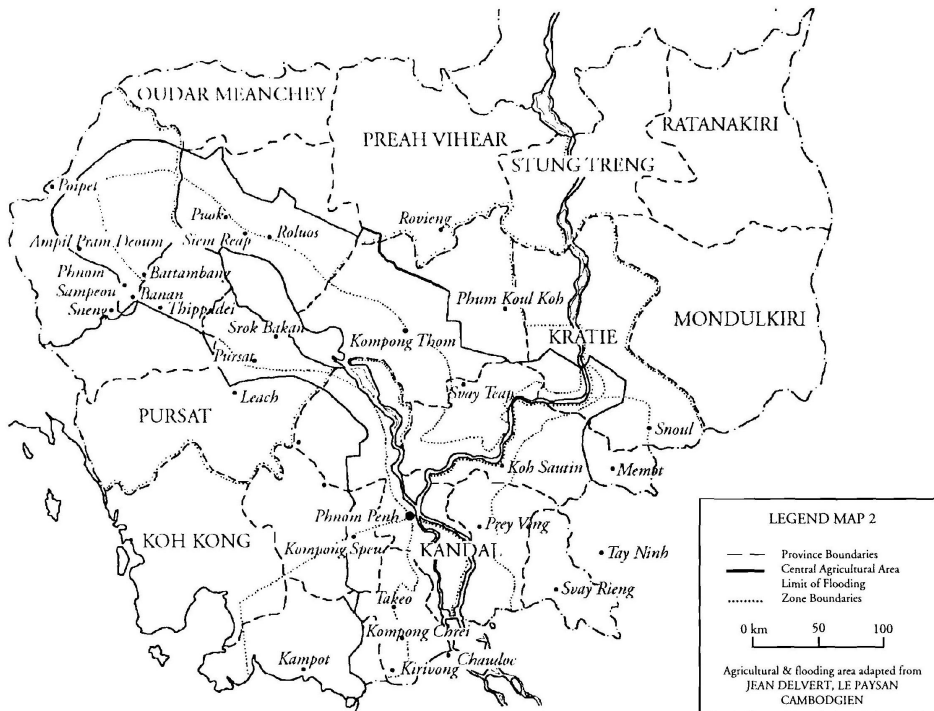 OUDAR MEANCHEY
RATANAKIRI
PREAH VIHEAR
STUNG TRENG
Poipet
Puok
Rovieng
Ampil Pram Deoum
Siem Reap
Roluos
Phnom
Sampeou
Battambang
Banan
Sneng
Thippadei
Phum Koul Koh
MONDULKIRI
Srok Bakan
Kompong Thom
KRATIE
Pursat
Leach
Svay Teap
PURSAT
Snoul
Koh Sautin
Memot
Phnom Penh
Prey Veng
KOH KONG
Kompong Speu
KANDAL
Tay Ninh
Svay Rieng
Takeo
Kompong Chrei
Kampot
Kirivong
Chaudoc
LEGEND MAP 2
Province Boundaries
Central Agricultural Area
Limit of Flooding
Zone Boundaries
0 km 50 100
Agricultural & flooding area adapted from
JEAN DELVERT, LE PAYSAN
CAMBODGIEN